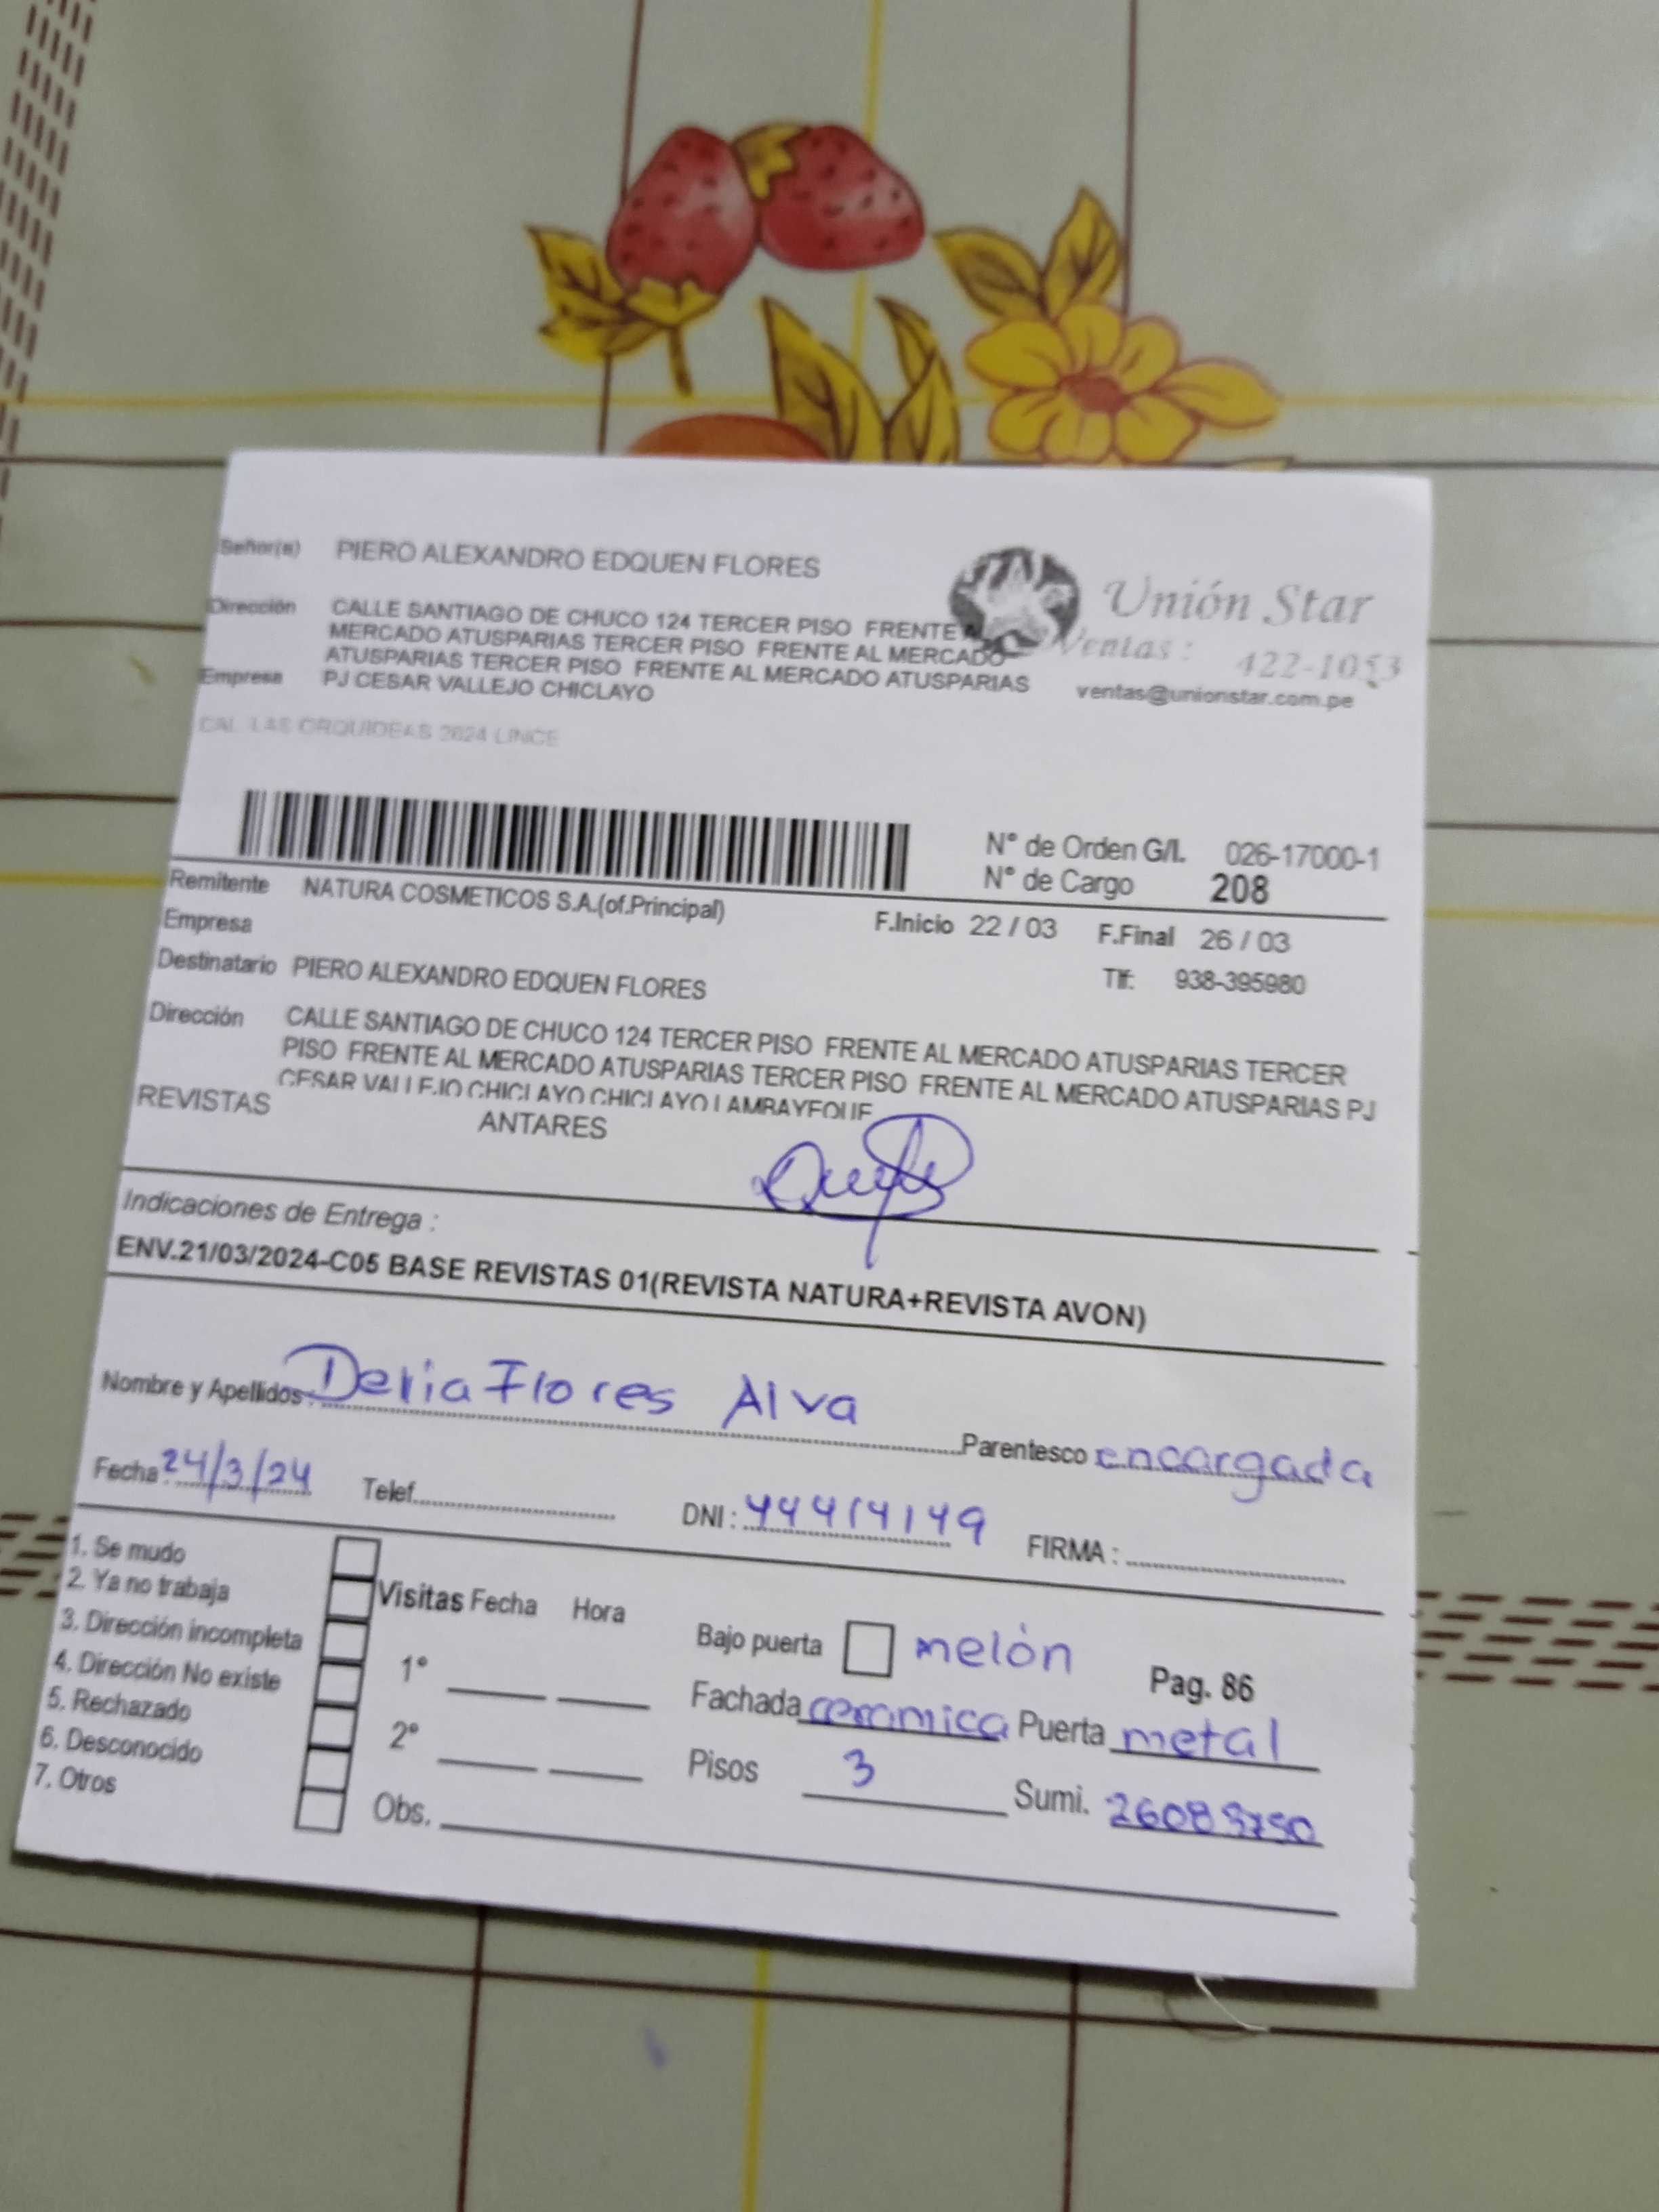 Señor(es) PIERO ALEXANDRO EDQUEN FLORES
Unión Star
Dirección CALLE SANTIAGO DE CHUCO 124 TERCER PISO FRENTE AL
MERCADO ATUSPARIAS TERCER PISO FRENTE AL MERCADO
Ventas : 422-1053
ATUSPARIAS TERCER PISO FRENTE AL MERCADO ATUSPARIAS
Empresa PJ CESAR VALLEJO CHICLAYO
ventas@unionstar.com.pe
CAL. LAS ORQUIDEAS 2624 LINCE
N° de Orden G/I. 026-17000-1
N° de Cargo 208
Remitente NATURA COSMETICOS S.A.(of.Principal)
Empresa
F.Inicio 22 / 03 F.Final 26 / 03
Destinatario PIERO ALEXANDRO EDQUEN FLORES
Tlf: 938-395980
Dirección CALLE SANTIAGO DE CHUCO 124 TERCER PISO FRENTE AL MERCADO ATUSPARIAS TERCER
PISO FRENTE AL MERCADO ATUSPARIAS TERCER PISO FRENTE AL MERCADO ATUSPARIAS PJ
CESAR VALLEJO CHICLAYO CHICLAYO LAMBAYEQUE
REVISTAS ANTARES
Indicaciones de Entrega :
ENV.21/03/2024-C05 BASE REVISTAS 01(REVISTA NATURA+REVISTA AVON)
Nombre y Apellidos : Delia Flores Alva Parentesco encargada
Fecha : 24/3/24 Telef. DNI : 44414149 FIRMA :
1. Se mudo
2. Ya no trabaja
3. Dirección incompleta
4. Dirección No existe
5. Rechazado
6. Desconocido
7. Otros
Visitas Fecha Hora
1°
2°
Obs.
Bajo puerta melón Pag. 86
Fachada ceramica Puerta metal
Pisos 3 Sumi.